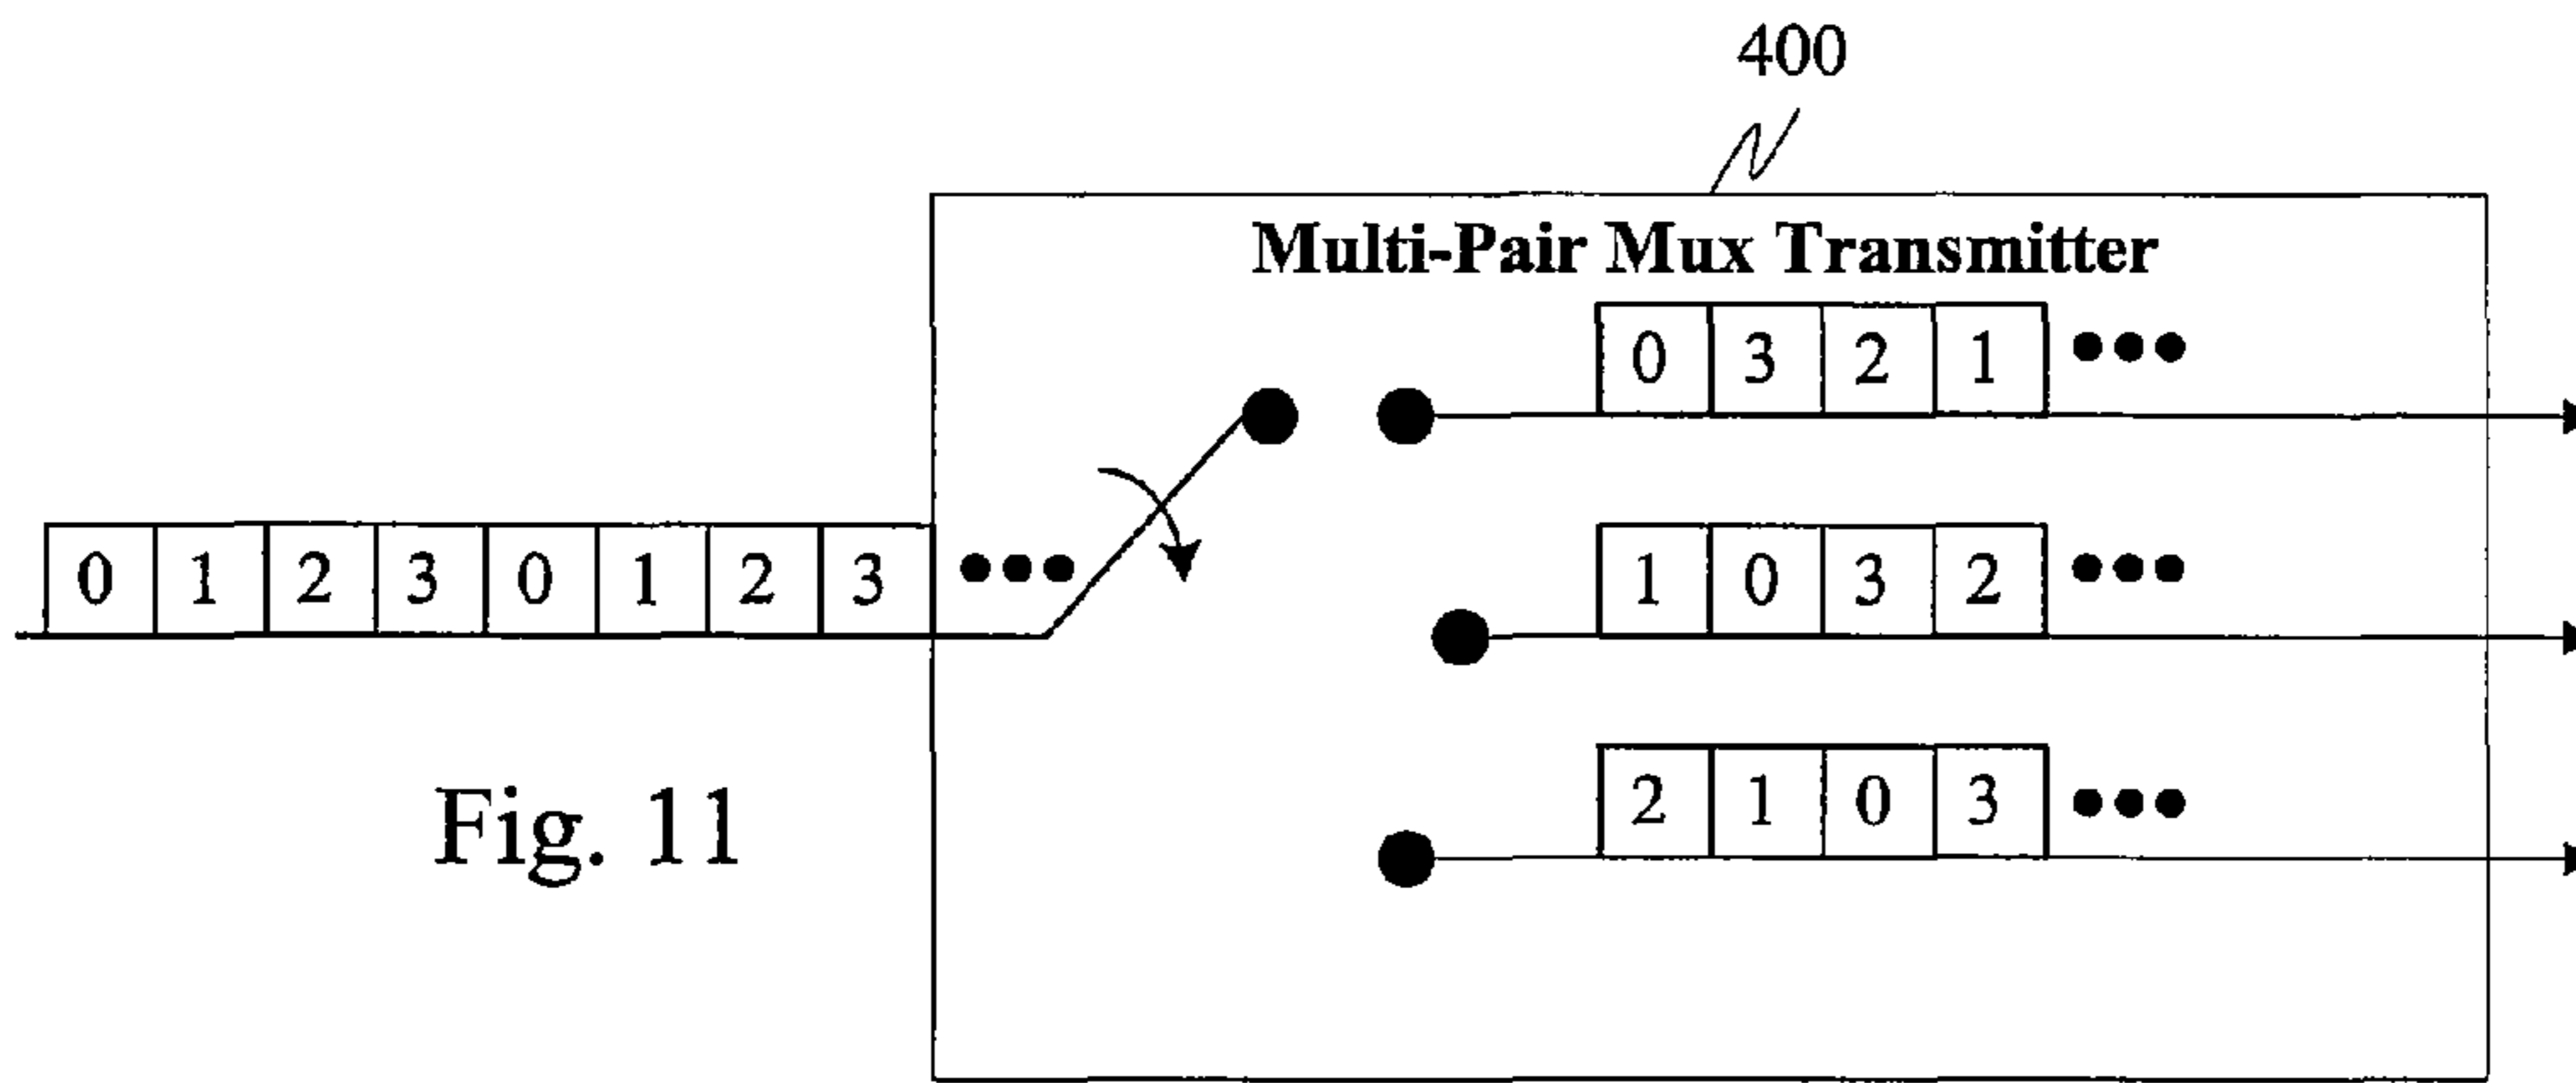 400
Multi-Pair Mux Transmitter
0 3 2 1 •••
0 1 2 3 0 1 2 3 •••
1 0 3 2 •••
2 1 0 3 •••
Fig. 11